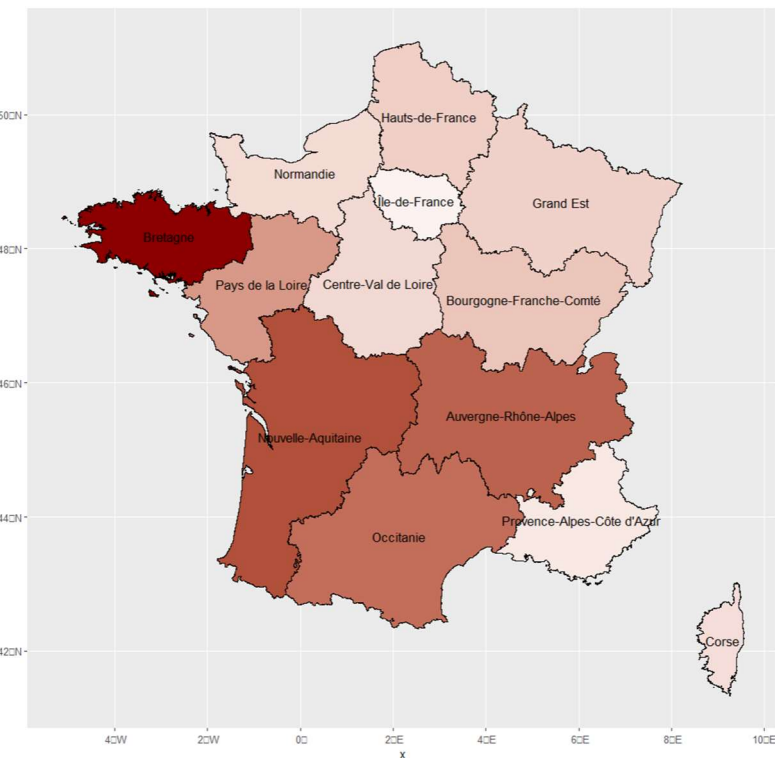 50□N
Hauts-de-France
Normandie
Île-de-France
Grand Est
Bretagne
48□N
Pays de la Loire
Centre-Val de Loire
Bourgogne-Franche-Comté
46□N
Auvergne-Rhône-Alpes
Nouvelle-Aquitaine
44□N
Provence-Alpes-Côte d'Azur
Occitanie
Corse
42□N
4□W 2□W 0□ 2□E 4□E 6□E 8□E 10□E
x